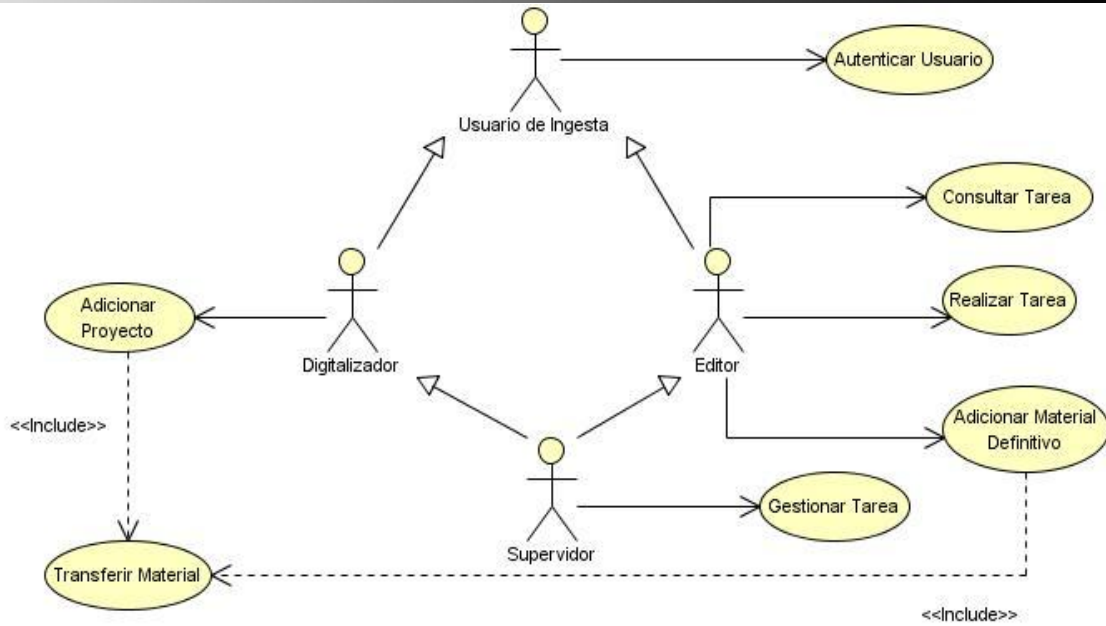 Autenticar Usuario
Usuario de Ingesta
Consultar Tarea
Adicionar
Proyecto
Realizar Tarea
Digitalizador
Editor
<<Include>>
Adicionar Material
Definitivo
Gestionar Tarea
Supervidor
Transferir Material
<<Include>>